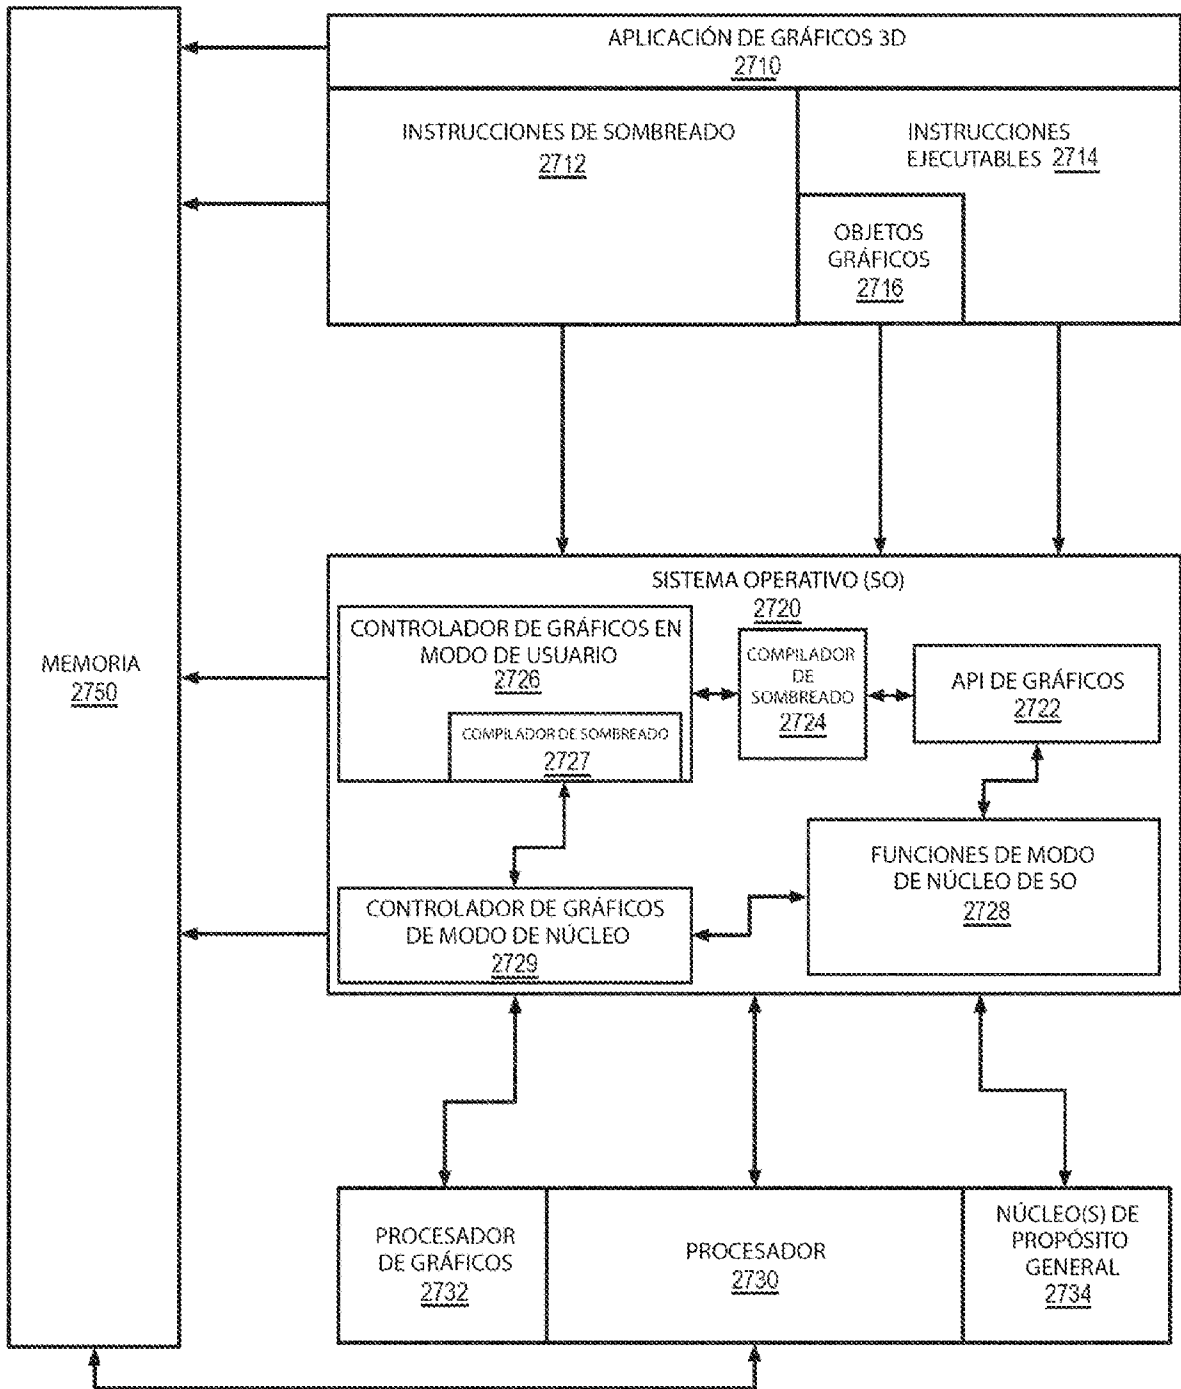 APLICACIÓN DE GRÁFICOS 3D
2710
INSTRUCCIONES DE SOMBREADO
2712
INSTRUCCIONES
EJECUTABLES 2714
OBJETOS
GRÁFICOS
2716
SISTEMA OPERATIVO (SO)
2720
CONTROLADOR DE GRÁFICOS EN
MODO DE USUARIO
2726
COMPILADOR DE SOMBREADO
2727
COMPILADOR
DE
SOMBREADO
2724
API DE GRÁFICOS
2722
MEMORIA
2750
FUNCIONES DE MODO
DE NÚCLEO DE SO
2728
CONTROLADOR DE GRÁFICOS
DE MODO DE NÚCLEO
2729
PROCESADOR
DE GRÁFICOS
2732
PROCESADOR
2730
NÚCLEO(S) DE
PROPÓSITO
GENERAL
2734